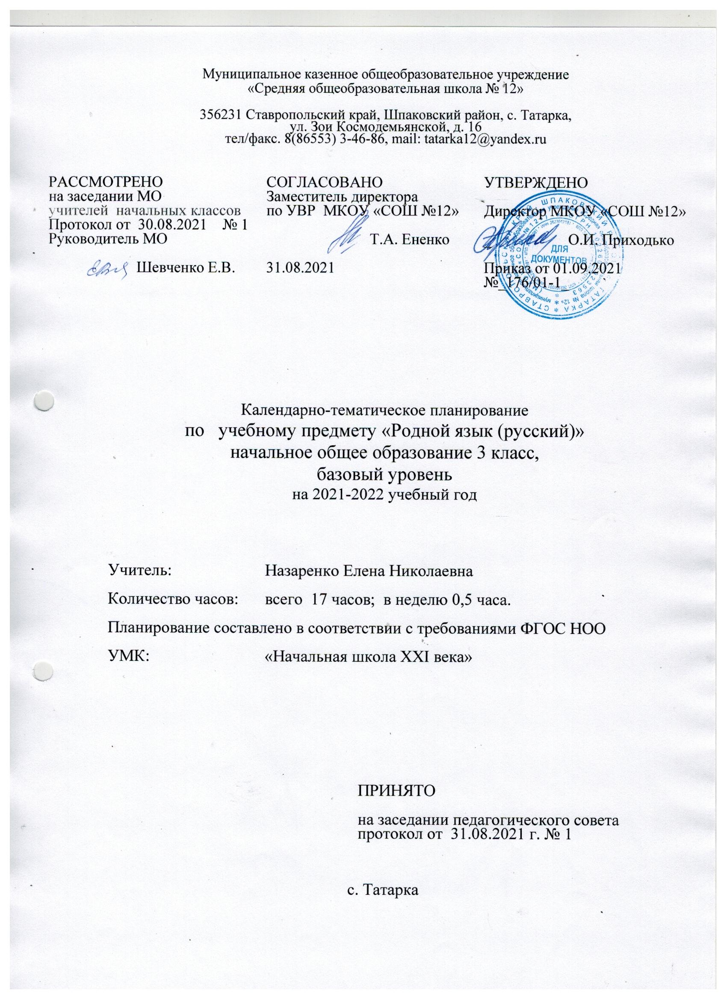 Муниципальное казенное общеобразовательное учреждение
«Средняя общеобразовательная школа № 12»
356231 Ставропольский край, Шпаковский район, с. Татарка,
ул. Зои Космодемьянской, д. 16
тел/факс. 8(86553) 3-46-86, mail: tatarka12@yandex.ru
РАССМОТРЕНО
на заседании МО
учителей  начальных классов
Протокол от  30.08.2021    № 1
Руководитель МО
Шевченко Е.В.
СОГЛАСОВАНО
Заместитель директора
по УВР  МКОУ «СОШ №12»
Т.А. Ененко
31.08.2021
УТВЕРЖДЕНО
Директор МКОУ «СОШ №12»
О.И. Приходько
Приказ от 01.09.2021
№_176/01-1_
ДЛЯ
ДОКУМЕНТОВ
Календарно-тематическое планирование
по   учебному предмету «Родной язык (русский)»
начальное общее образование 3 класс,
базовый уровень
на 2021-2022 учебный год
Учитель: Назаренко Елена Николаевна
Количество часов: всего  17 часов;  в неделю 0,5 часа.
Планирование составлено в соответствии с требованиями ФГОС НОО
УМК: «Начальная школа XXI века»
ПРИНЯТО
на заседании педагогического совета
протокол от  31.08.2021 г. № 1
с. Татарка